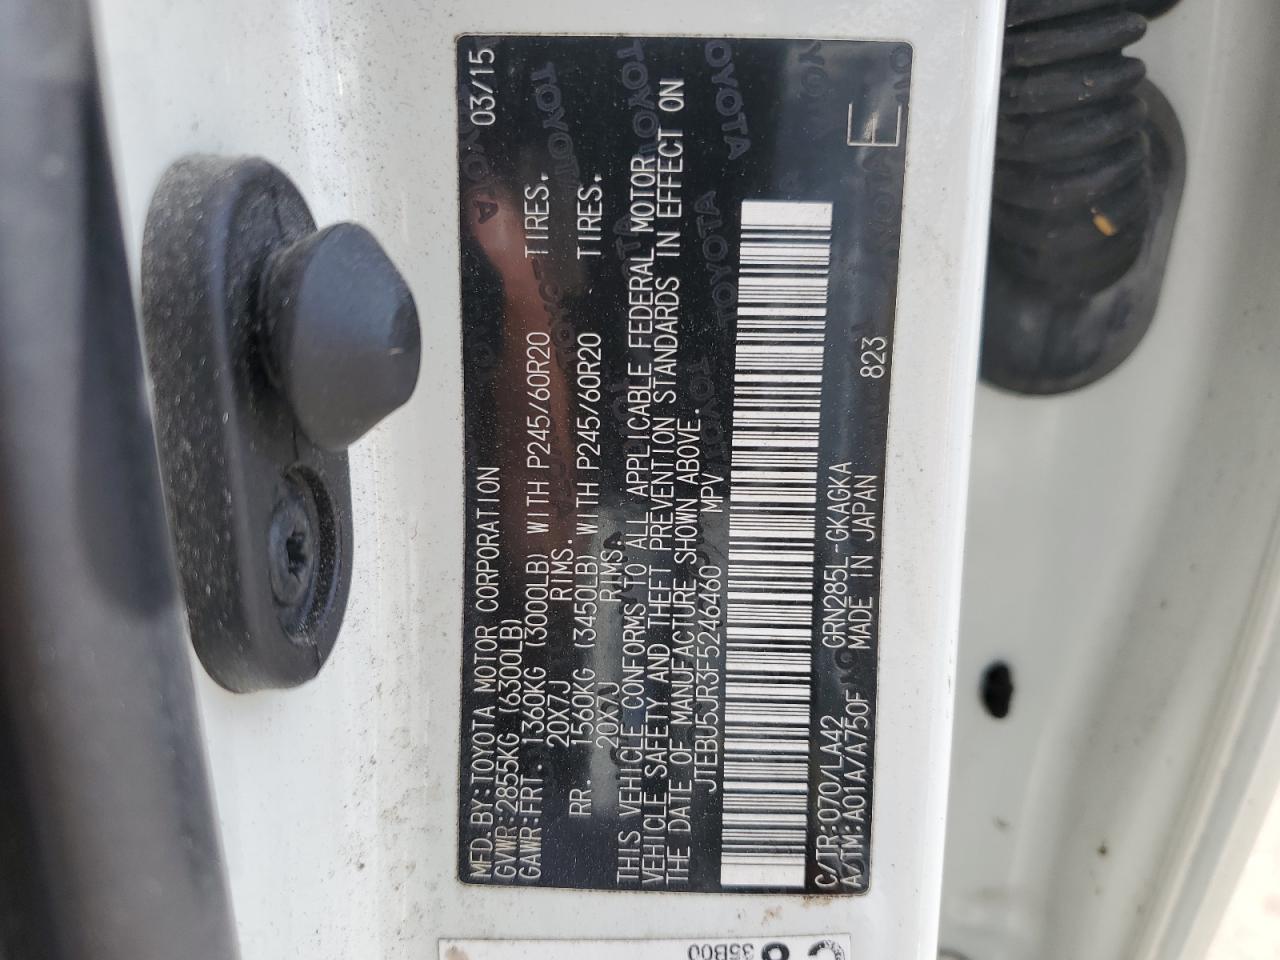 MFD.BY:TOYOTA MOTOR CORPORATION 03/15
GVWR:2855KG (6300LB)
GAWR:FRT. 1360KG (3000LB) WITH P245/60R20 TIRES,
20X7J RIMS.
RR. 1560KG (3450LB) WITH P245/60R20 TIRES,
20X7J RIMS.
THIS VEHICLE CONFORMS TO ALL APPLICABLE FEDERAL MOTOR
VEHICLE SAFETY AND THEFT PREVENTION STANDARDS IN EFFECT ON
THE DATE OF MANUFACTURE SHOWN ABOVE.
JTEBU5JR3F5246460 MPV
C/TR:070/LA42 GRN285L-GKAGKA
A/TM:A01A/A750F MADE IN JAPAN 823
35B00